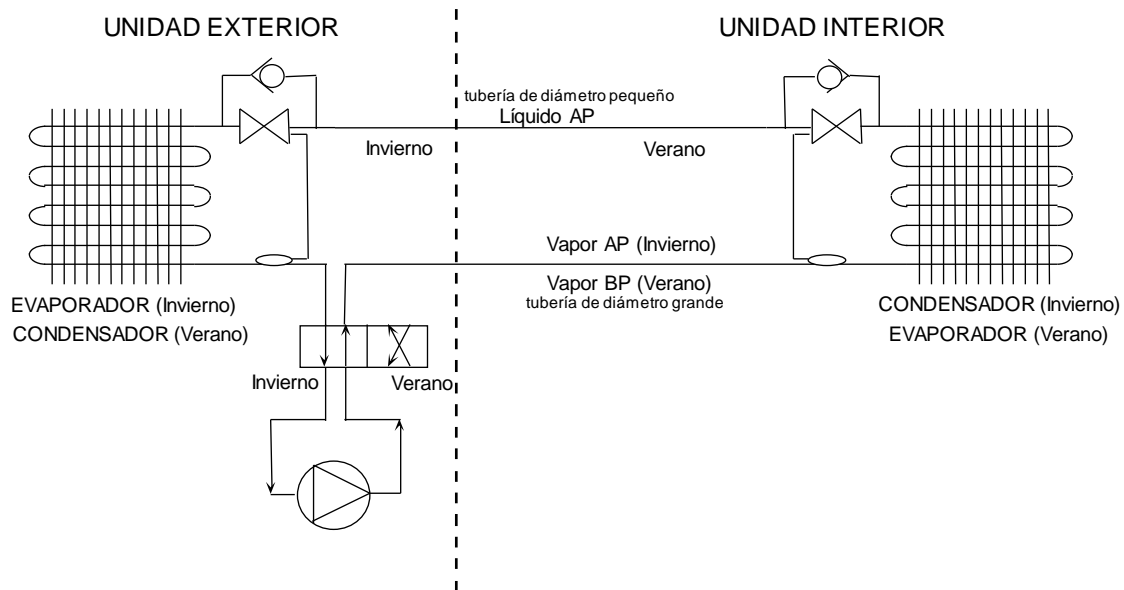 UNIDAD EXTERIOR
UNIDAD INTERIOR
tubería de diámetro pequeño
Líquido AP
Invierno
Verano
Vapor AP (Invierno)
Vapor BP (Verano)
tubería de diámetro grande
EVAPORADOR (Invierno)
CONDENSADOR (Verano)
CONDENSADOR (Invierno)
EVAPORADOR (Verano)
Invierno
Verano